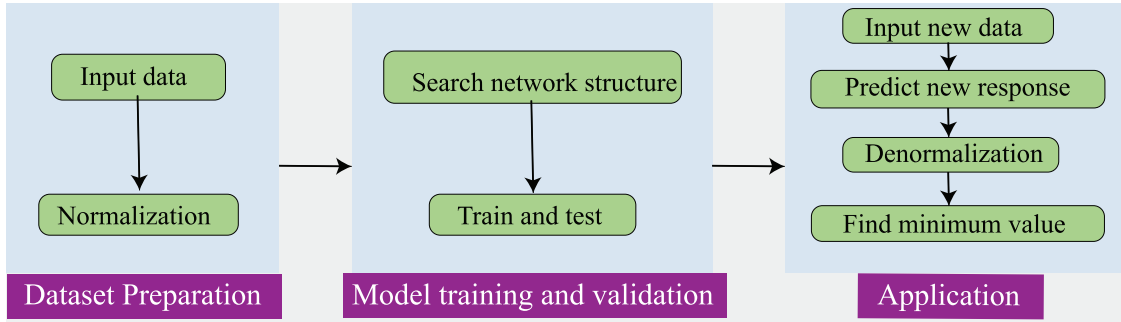 Input data
Normalization
Dataset Preparation
Search network structure
Train and test
Model training and validation
Input new data
Predict new response
Denormalization
Find minimum value
Application